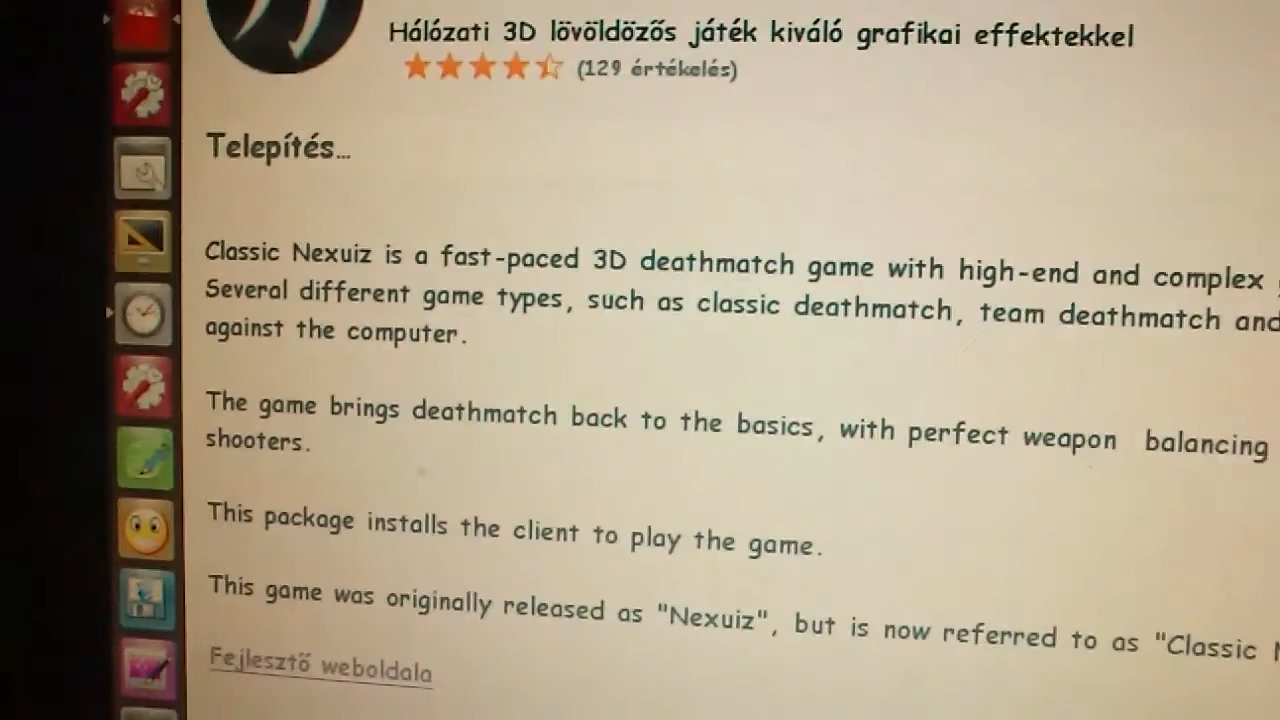 Hálózati 3D lövöldözős játék kiváló grafikai effektekkel
(129 értékelés)
Telepítés...
Classic Nexuiz is a fast-paced 3D deathmatch game with high-end and complex
Several different game types, such as classic deathmatch, team deathmatch and
against the computer.
The game brings deathmatch back to the basics, with perfect weapon balancing
shooters.
This package installs the client to play the game.
This game was originally released as "Nexuiz", but is now referred to as "Classic
Fejlesztő weboldala